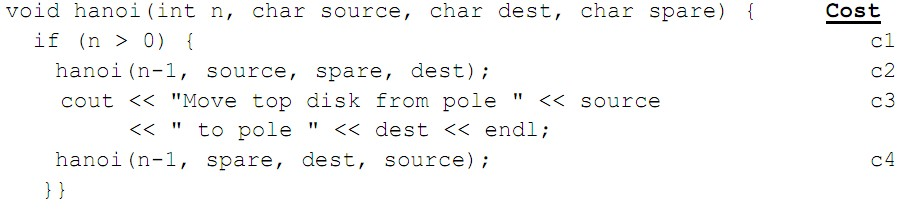 void hanoi(int n, char source, char dest, char spare) { Cost
if (n > 0) { c1
hanoi(n-1, source, spare, dest); c2
cout << "Move top disk from pole " << source c3
<< " to pole " << dest << endl;
hanoi(n-1, spare, dest, source); c4
}}